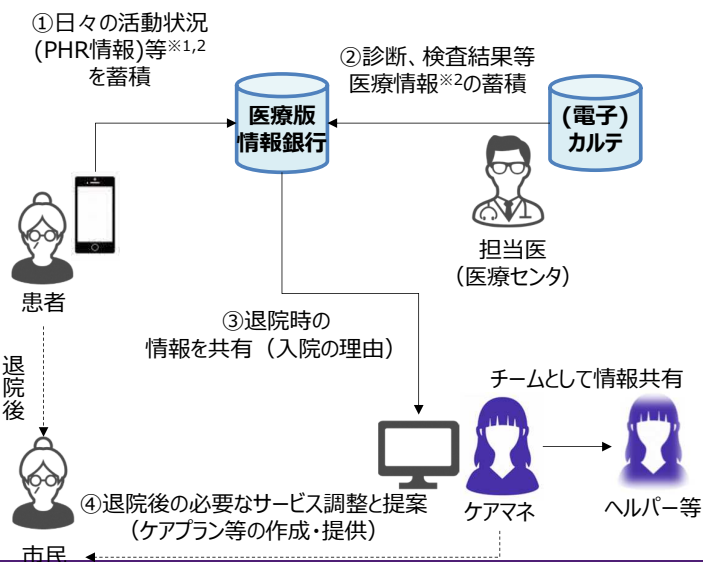 ①日々の活動状況
(PHR情報)等※1,2
を蓄積
②診断、検査結果等
医療情報※2の蓄積
医療版
情報銀行
(電子)
カルテ
担当医
（医療センタ）
患者
③退院時の
情報を共有（入院の理由）
退院後
チームとして情報共有
ケアマネ
ヘルパー等
④退院後の必要なサービス調整と提案
（ケアプラン等の作成・提供）
市民